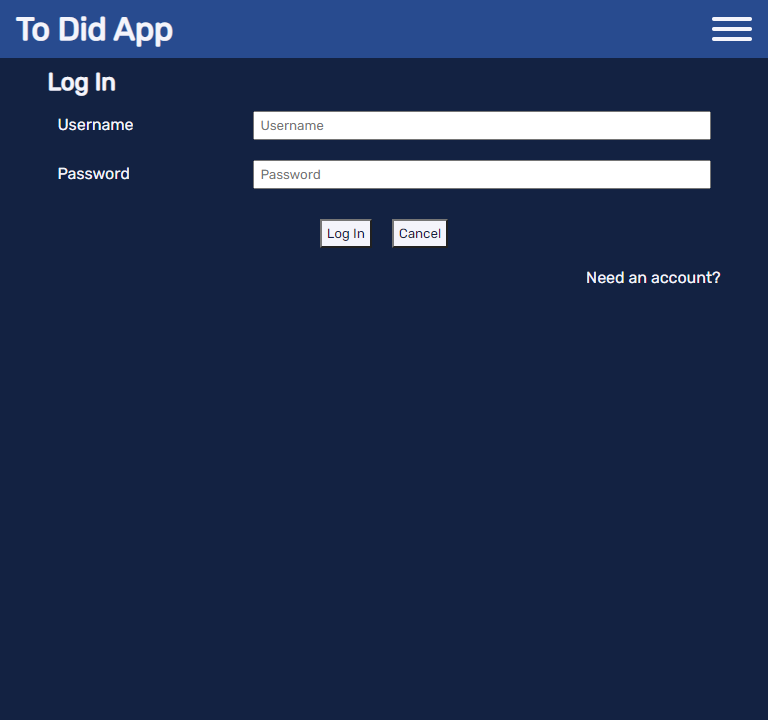 To Did App
Log In
Username
Username
Password
Password
Log In
Cancel
Need an account?